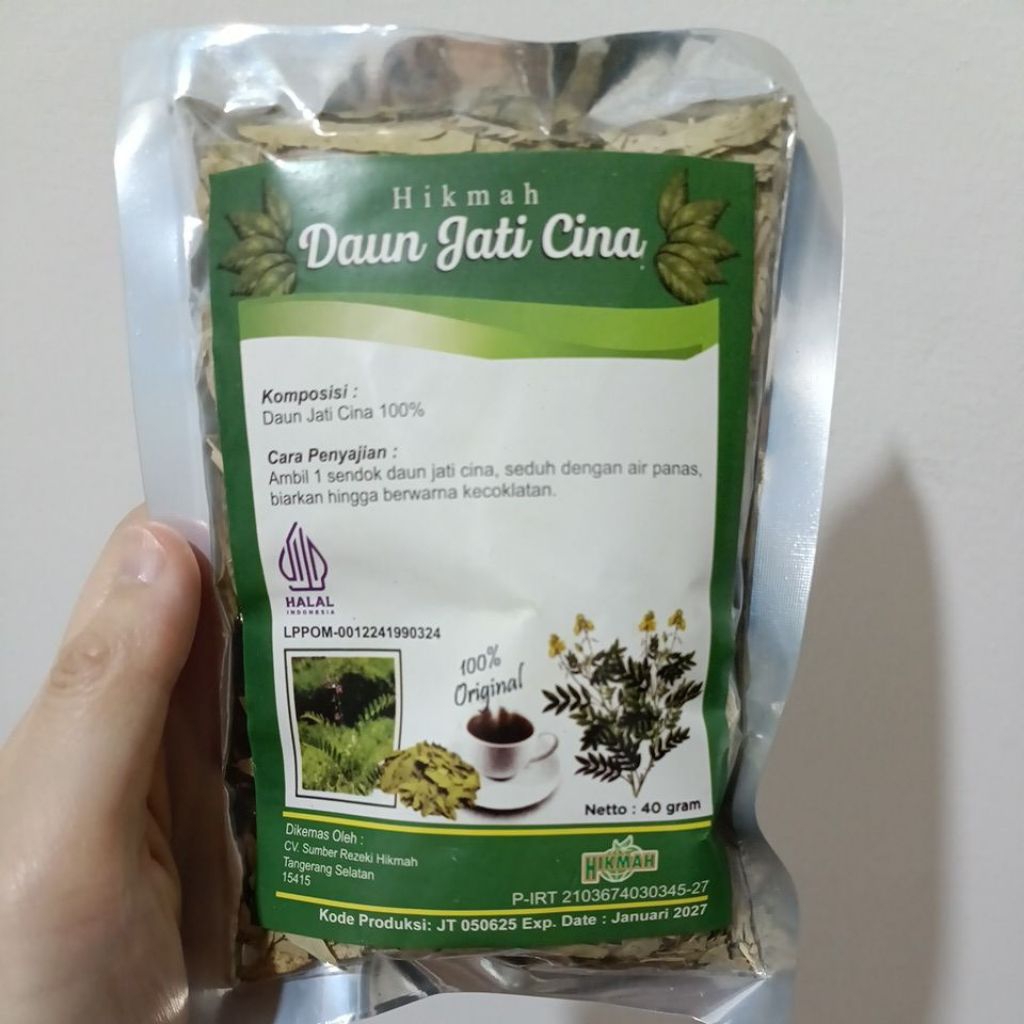 Hikmah
Daun Jati Cina
Komposisi :
Daun Jati Cina 100%
Cara Penyajian :
Ambil 1 sendok daun jati cina, seduh dengan air panas,
biarkan hingga berwarna kecoklatan.
HALAL
INDONESIA
LPPOM-0012241990324
100%
Original
Netto : 40 gram
Dikemas Oleh :
CV. Sumber Rezeki Hikmah
Tangerang Selatan
15415
HIKMAH
P-IRT 2103674030345-27
Kode Produksi: JT 050625 Exp. Date : Januari 2027